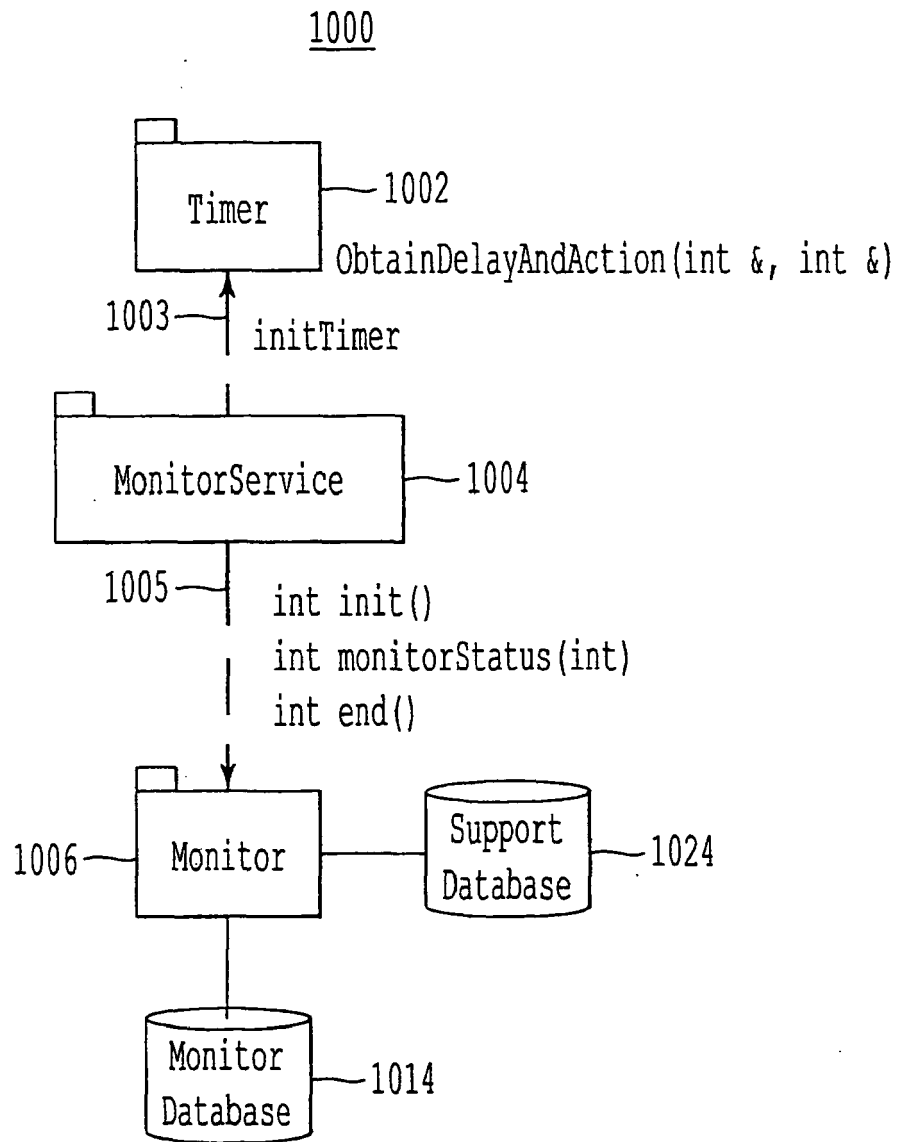 1000
Timer
1002
ObtainDelayAndAction(int &, int &)
1003
initTimer
MonitorService
1004
1005
int init()
int monitorStatus(int)
int end()
1006
Monitor
Support
Database
1024
Monitor
Database
1014